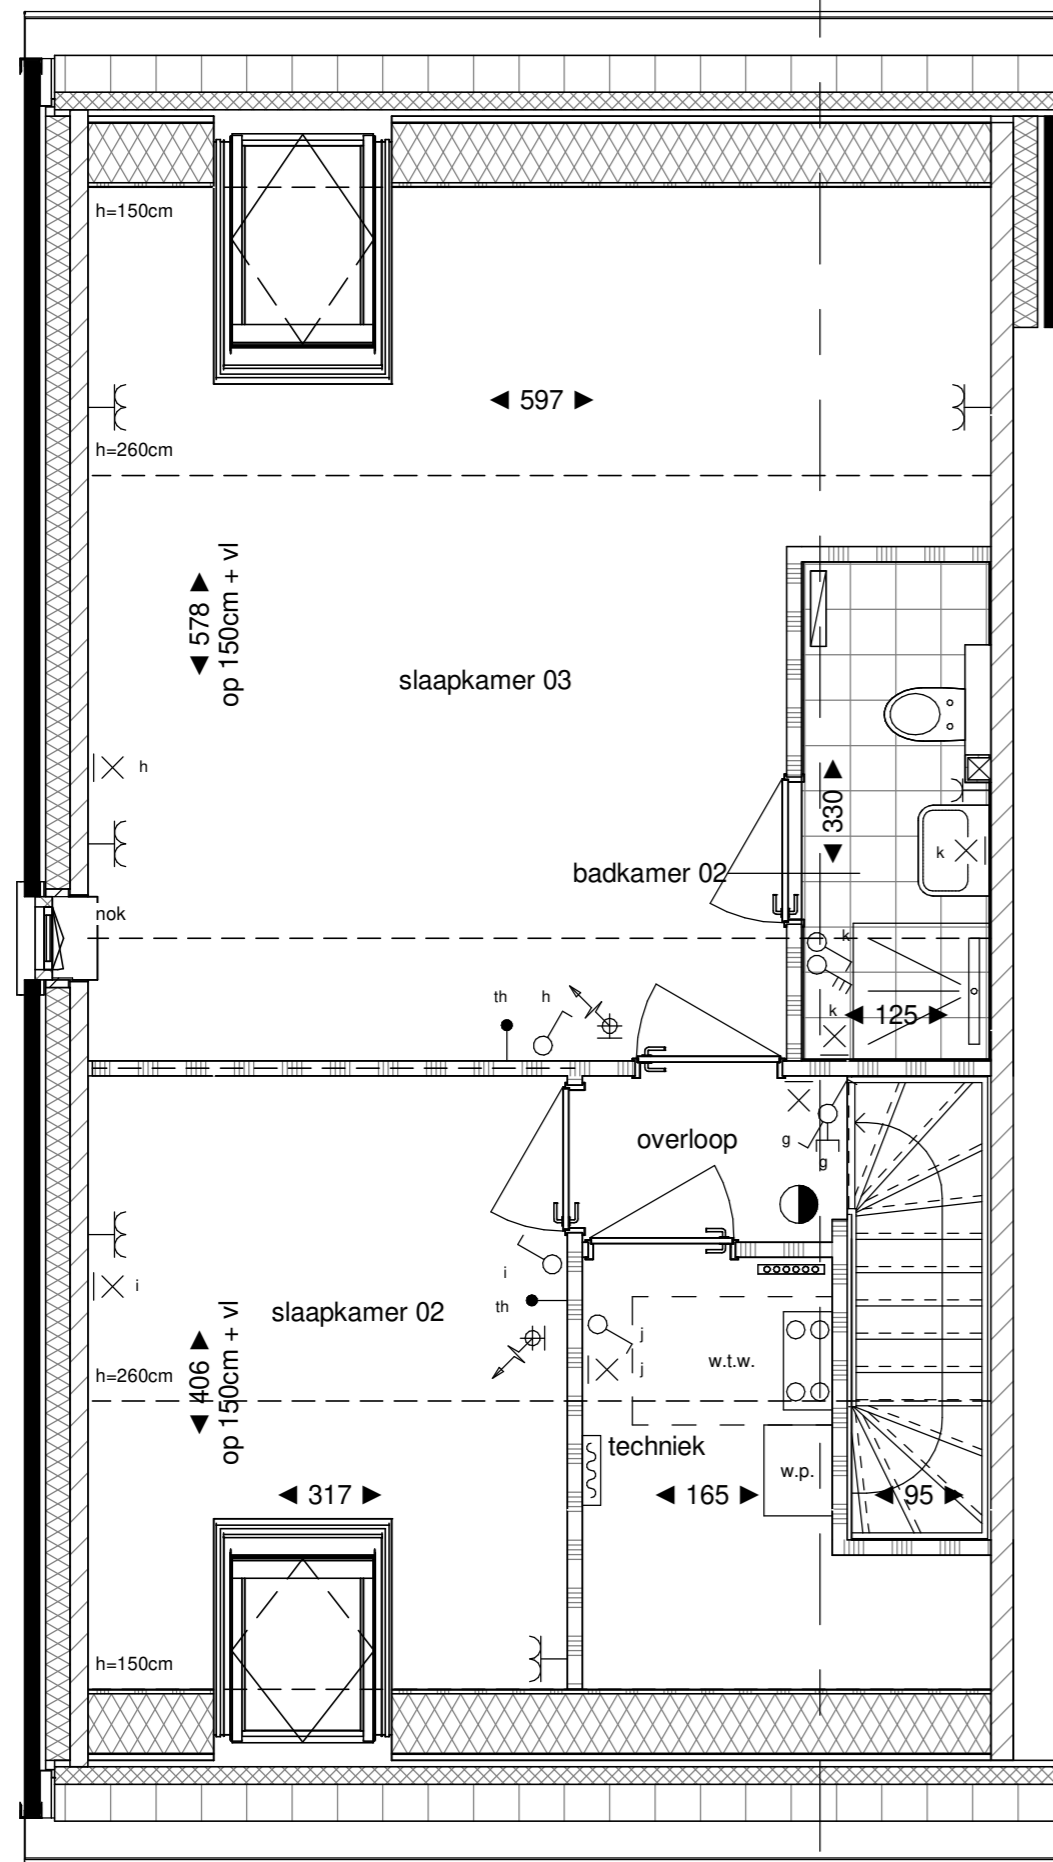 h=150cm
◄ 597 ►
h=260cm
◄ 578 ►
op 150cm + vl
slaapkamer 03
h
◄ 330 ►
k
badkamer 02
nok
k
th
h
k
◄ 125 ►
overloop
g
g
i
i
th
slaapkamer 02
j
j
w.t.w.
h=260cm
◄ 406 ►
op 150cm + vl
techniek
w.p.
◄ 317 ►
◄ 165 ►
◄ 95 ►
h=150cm